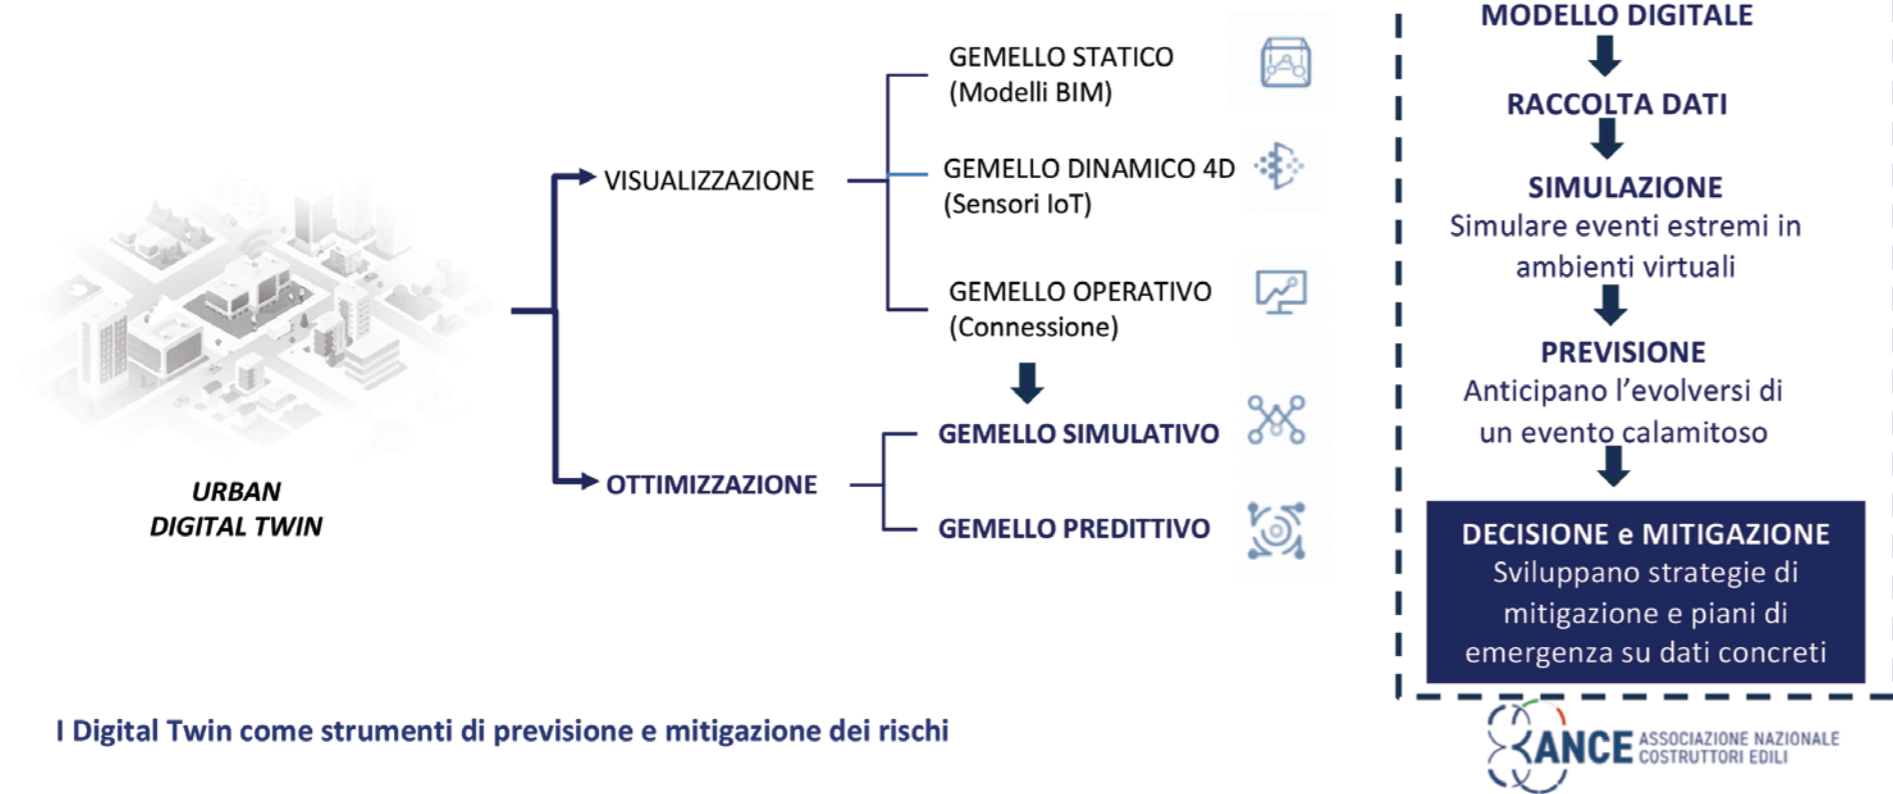 URBAN
DIGITAL TWIN
VISUALIZZAZIONE
GEMELLO STATICO
(Modelli BIM)
GEMELLO DINAMICO 4D
(Sensori IoT)
GEMELLO OPERATIVO
(Connessione)
OTTIMIZZAZIONE
GEMELLO SIMULATIVO
GEMELLO PREDITTIVO
MODELLO DIGITALE
RACCOLTA DATI
SIMULAZIONE
Simulare eventi estremi in
ambienti virtuali
PREVISIONE
Anticipano l'evolversi di
un evento calamitoso
DECISIONE e MITIGAZIONE
Sviluppano strategie di
mitigazione e piani di
emergenza su dati concreti
I Digital Twin come strumenti di previsione e mitigazione dei rischi
ANCE ASSOCIAZIONE NAZIONALE
COSTRUTTORI EDILI